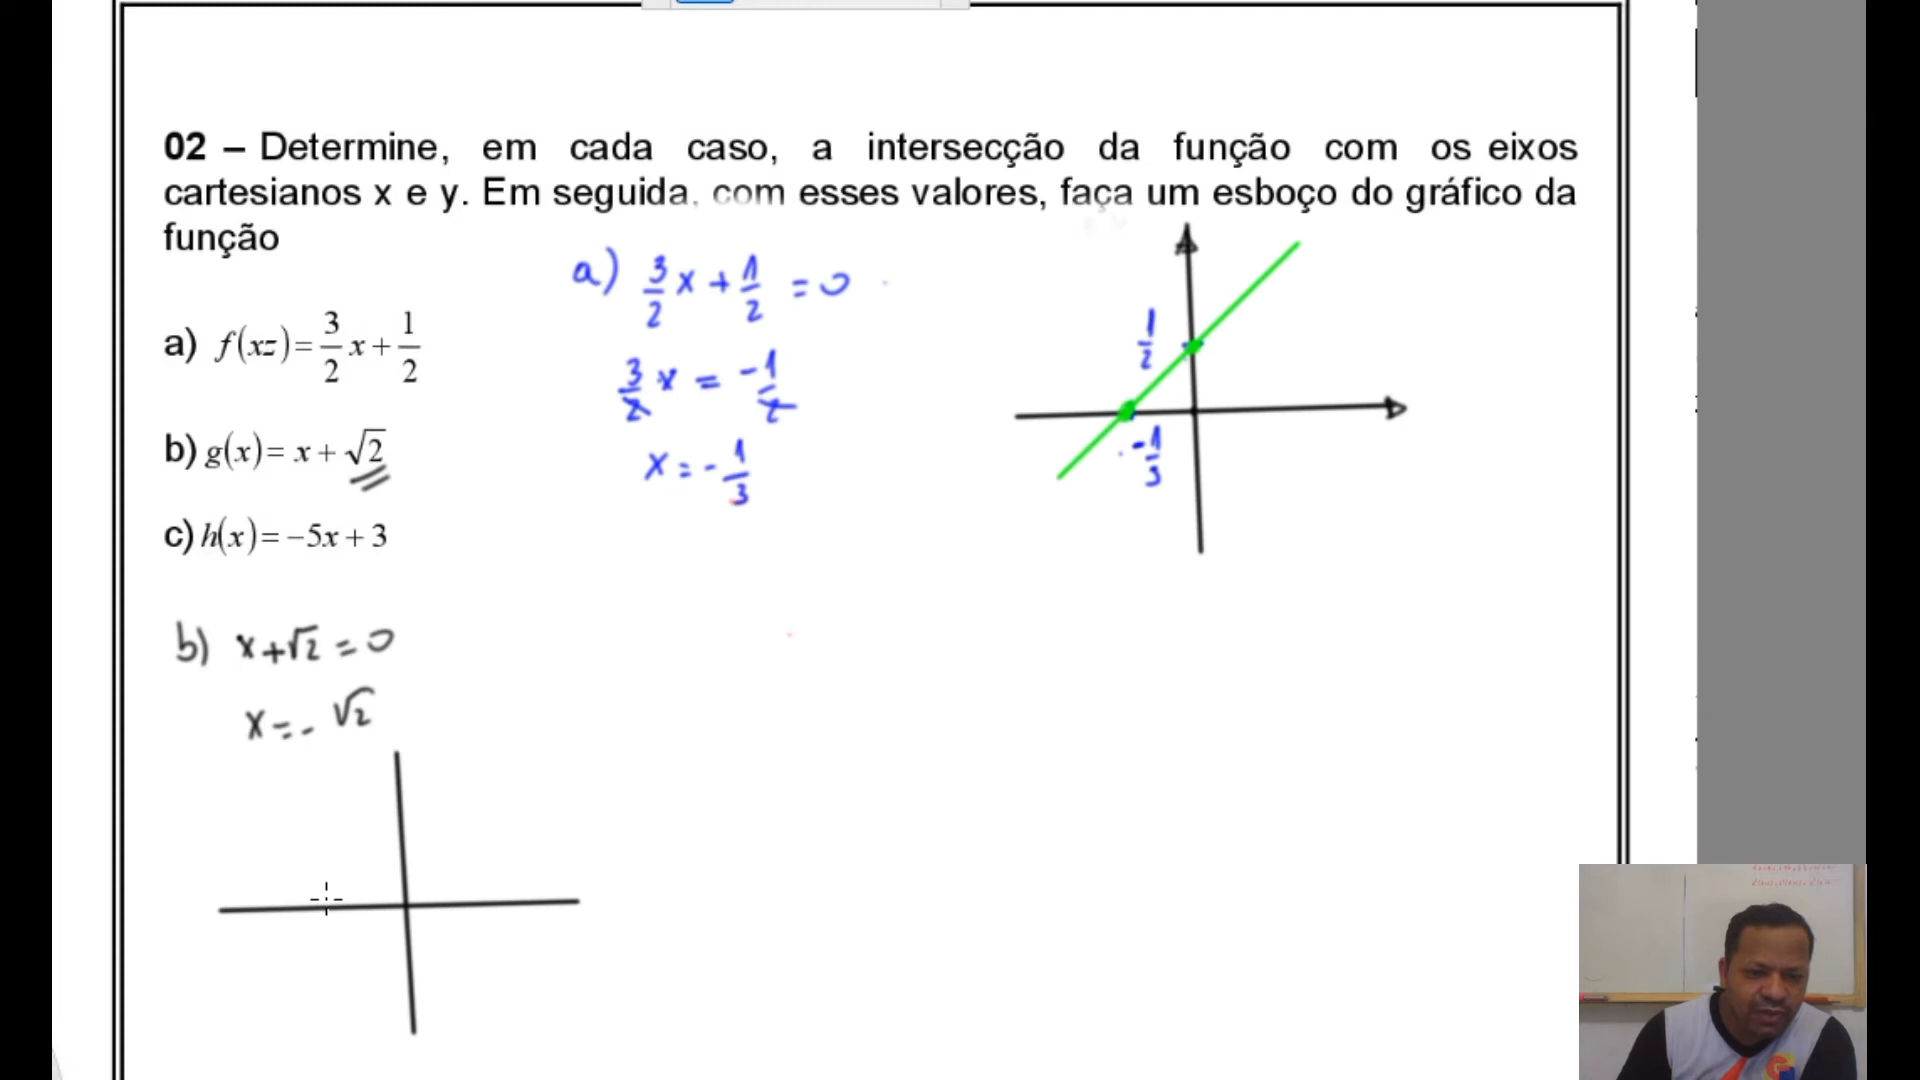 02 – Determine, em cada caso, a intersecção da função com os eixos
cartesianos x e y. Em seguida, com esses valores, faça um esboço do gráfico da
função
a) f(xz)=3/2 x+1/2
b) g(x)= x + √2
c) h(x)= −5x + 3
a) 3/2 x + 1/2 = 0
3/2 x = -1/2
x = -1/3
1/2
-1/3
b) x+√2 = 0
x = - √2